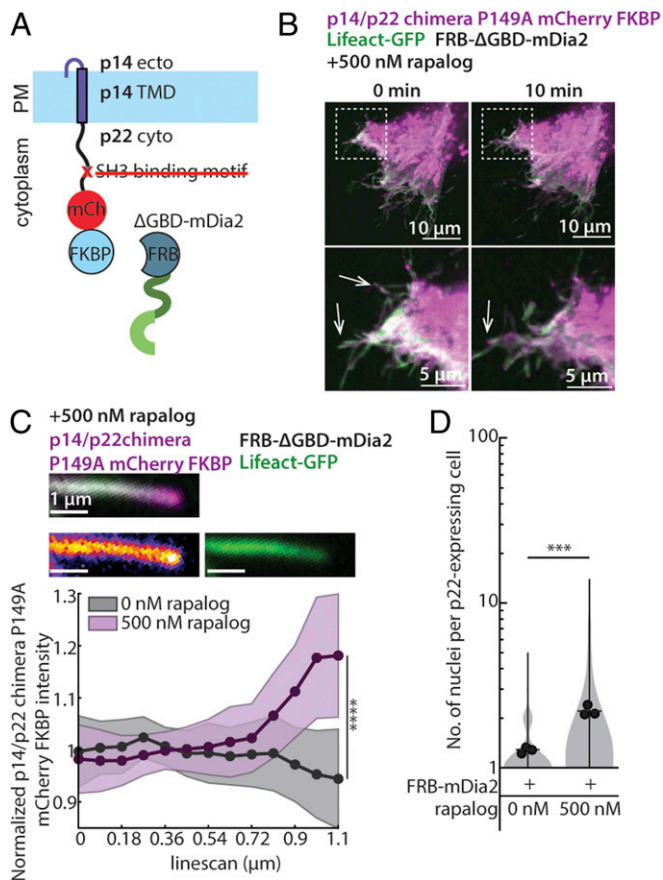 A
p14 ecto
p14 TMD
p22 cyto
SH3 binding motif
X
mCh
ΔGBD-mDia2
FKBP
FRB
PM
cytoplasm
B
p14/p22 chimera P149A mCherry FKBP
Lifeact-GFP FRB-ΔGBD-mDia2
+500 nM rapalog
0 min
10 min
10 μm
10 μm
5 μm
5 μm
C
+500 nM rapalog
p14/p22chimera FRB-ΔGBD-mDia2
P149A mCherry FKBP Lifeact-GFP
1 μm
Normalized p14/p22 chimera P149A
mCherry FKBP intensity
1.3
1.2
1.1
1
0.9
0 nM rapalog
500 nM rapalog
****
0 0.18 0.36 0.54 0.72 0.9 1.1
linescan (μm)
D
No. of nuclei per p22-expressing cell
100
10
1
***
FRB-mDia2 + +
rapalog 0 nM 500 nM